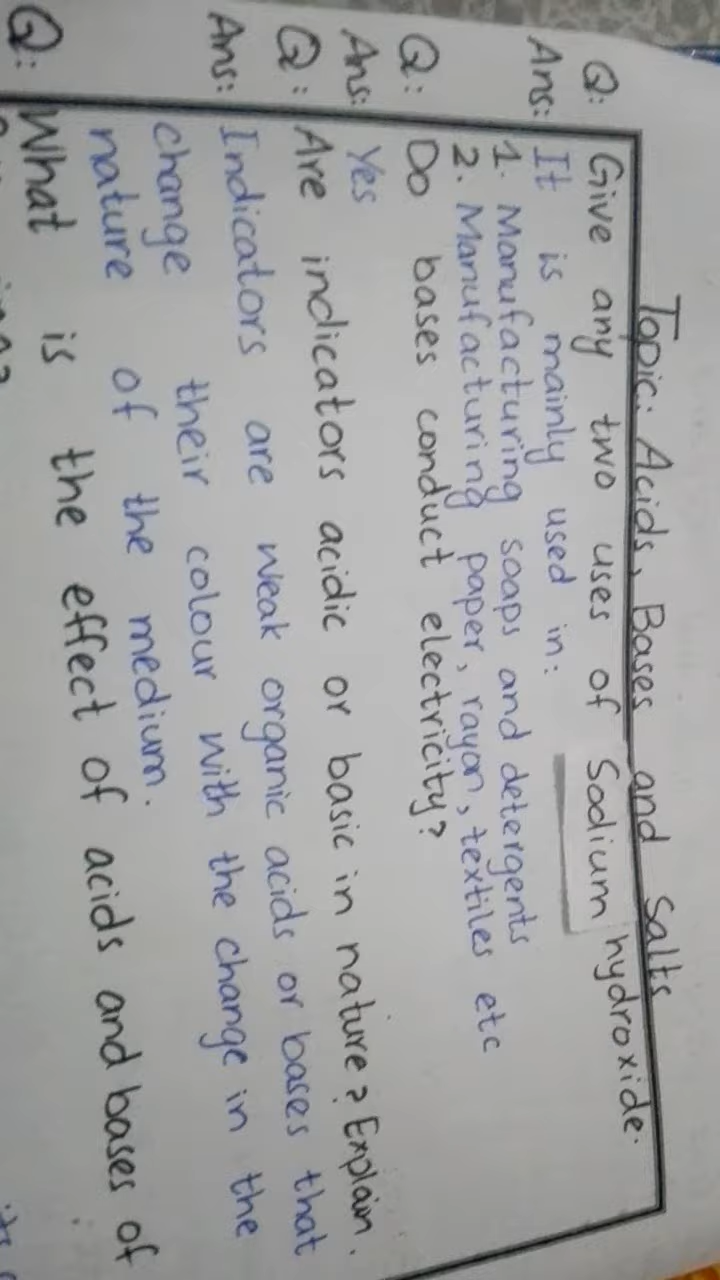 Topic: Acids, Bases and Salts
Q: Give any two uses of Sodium hydroxide.
Ans: It is mainly used in:
1. Manufacturing soaps and detergents
2. Manufacturing paper, rayon, textiles etc
Q: Do bases conduct electricity?
Ans: Yes
Q: Are indicators acidic or basic in nature? Explain.
Ans: Indicators are weak organic acids or bases that
change their colour with the change in the
nature of the medium.
Q: What is the effect of acids and bases of